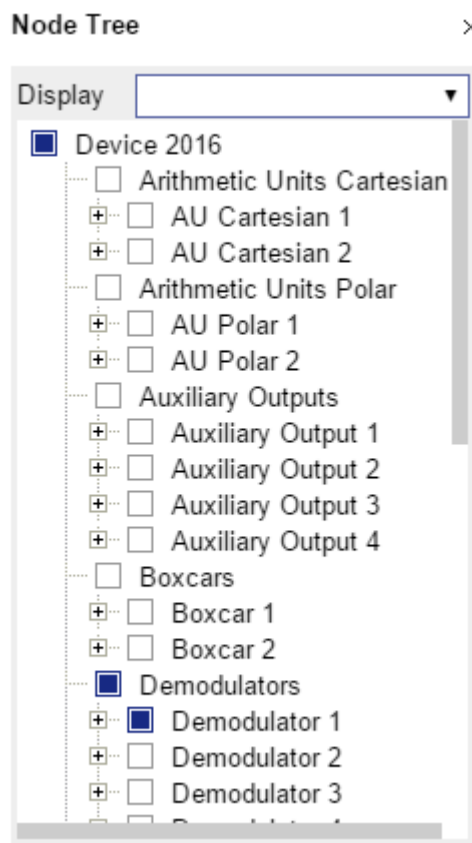 Node Tree
Display
Device 2016
Arithmetic Units Cartesian
AU Cartesian 1
AU Cartesian 2
Arithmetic Units Polar
AU Polar 1
AU Polar 2
Auxiliary Outputs
Auxiliary Output 1
Auxiliary Output 2
Auxiliary Output 3
Auxiliary Output 4
Boxcars
Boxcar 1
Boxcar 2
Demodulators
Demodulator 1
Demodulator 2
Demodulator 3